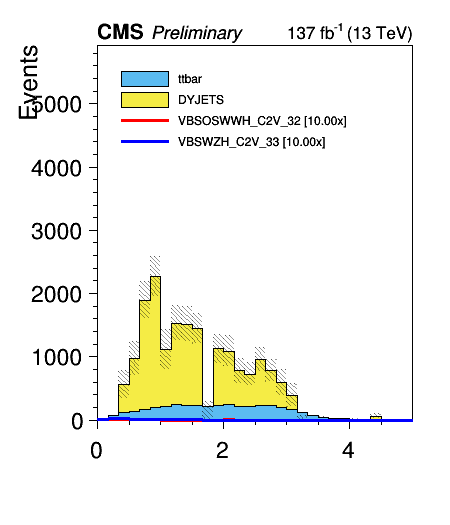 CMS Preliminary 137 fb-1 (13 TeV)
Events
ttbar
DYJETS
VBSOSWWH_C2V_32 [10.00x]
VBSWZH_C2V_33 [10.00x]
5000
4000
3000
2000
1000
0
0 2 4